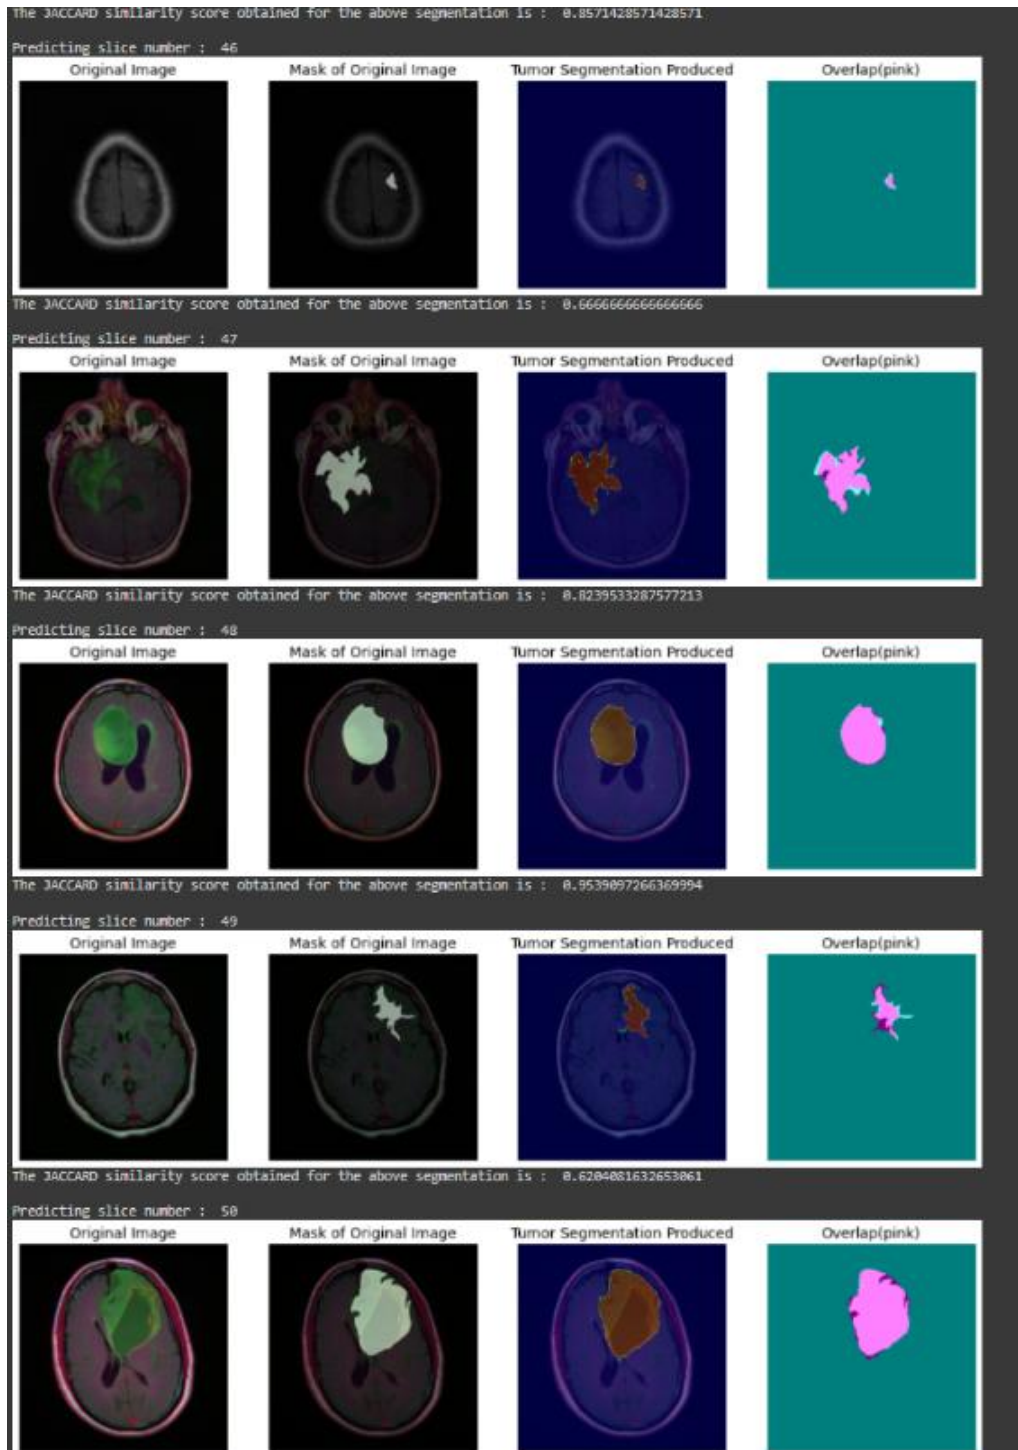 The JACCARD similarity score obtained for the above segmentation is :  0.8571428571428571
Predicting slice number :  46
Original Image Mask of Original Image Tumor Segmentation Produced Overlap(pink)
The JACCARD similarity score obtained for the above segmentation is :  0.6666666666666666
Predicting slice number :  47
Original Image Mask of Original Image Tumor Segmentation Produced Overlap(pink)
The JACCARD similarity score obtained for the above segmentation is :  0.8239533287577213
Predicting slice number :  48
Original Image Mask of Original Image Tumor Segmentation Produced Overlap(pink)
The JACCARD similarity score obtained for the above segmentation is :  0.9539097266369994
Predicting slice number :  49
Original Image Mask of Original Image Tumor Segmentation Produced Overlap(pink)
The JACCARD similarity score obtained for the above segmentation is :  0.6204081632653061
Predicting slice number :  50
Original Image Mask of Original Image Tumor Segmentation Produced Overlap(pink)